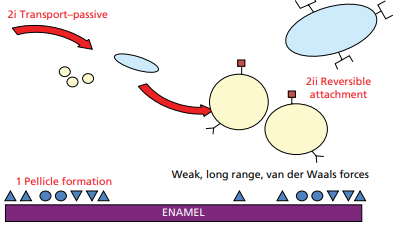 2i Transport–passive
2ii Reversible
attachment
1 Pellicle formation
Weak, long range, van der Waals forces
ENAMEL